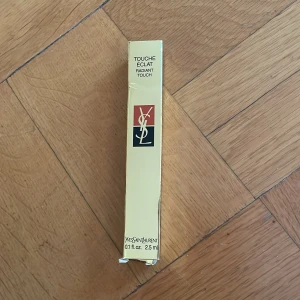 TOUCHE
ÉCLAT
RADIANT
TOUCH
YSL
YVESSAINTLAURENT
0.1 fl.oz. 2,5 ml